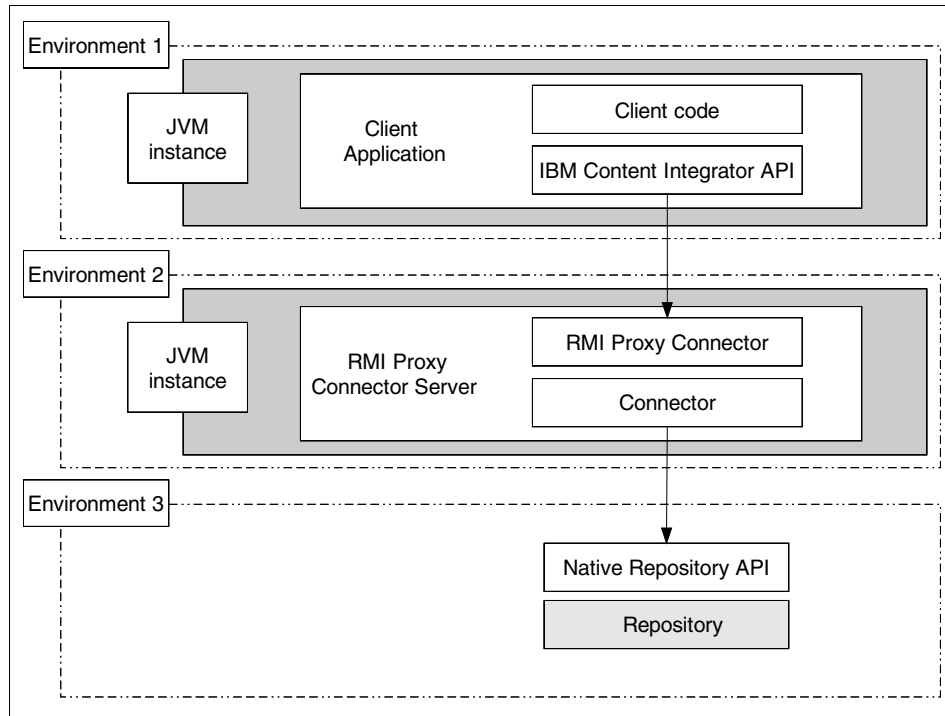 Environment 1
JVM
instance
Client
Application
Client code
IBM Content Integrator API
Environment 2
JVM
instance
RMI Proxy
Connector Server
RMI Proxy Connector
Connector
Environment 3
Native Repository API
Repository